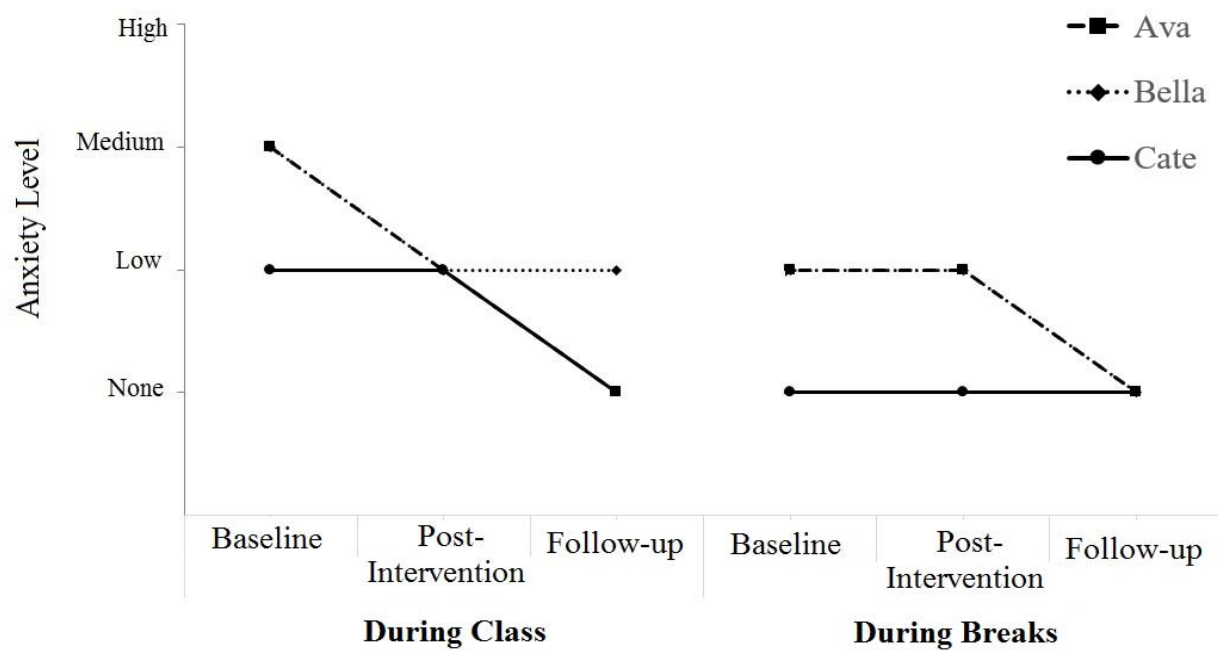 High
Medium
Low
None
Anxiety Level
Ava
Bella
Cate
Baseline
Post-
Intervention
Follow-up
Baseline
Post-
Intervention
Follow-up
During Class
During Breaks